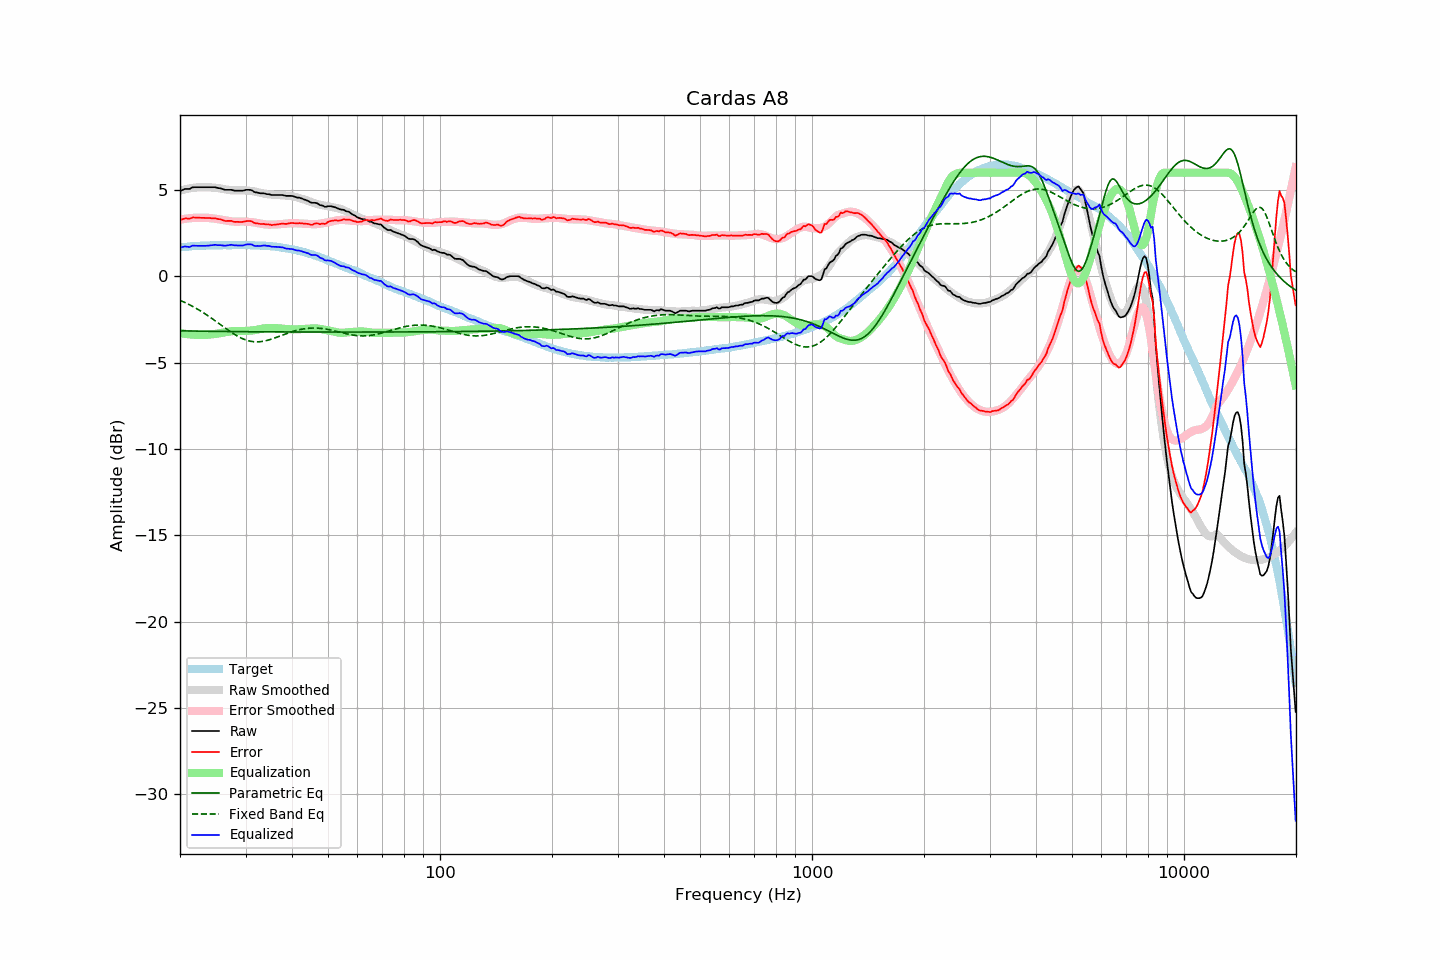 Cardas A8
Amplitude (dBr)
5
0
−5
−10
−15
−20
−25
−30
Target
Raw Smoothed
Error Smoothed
Raw
Error
Equalization
Parametric Eq
Fixed Band Eq
Equalized
100
1000
10000
Frequency (Hz)